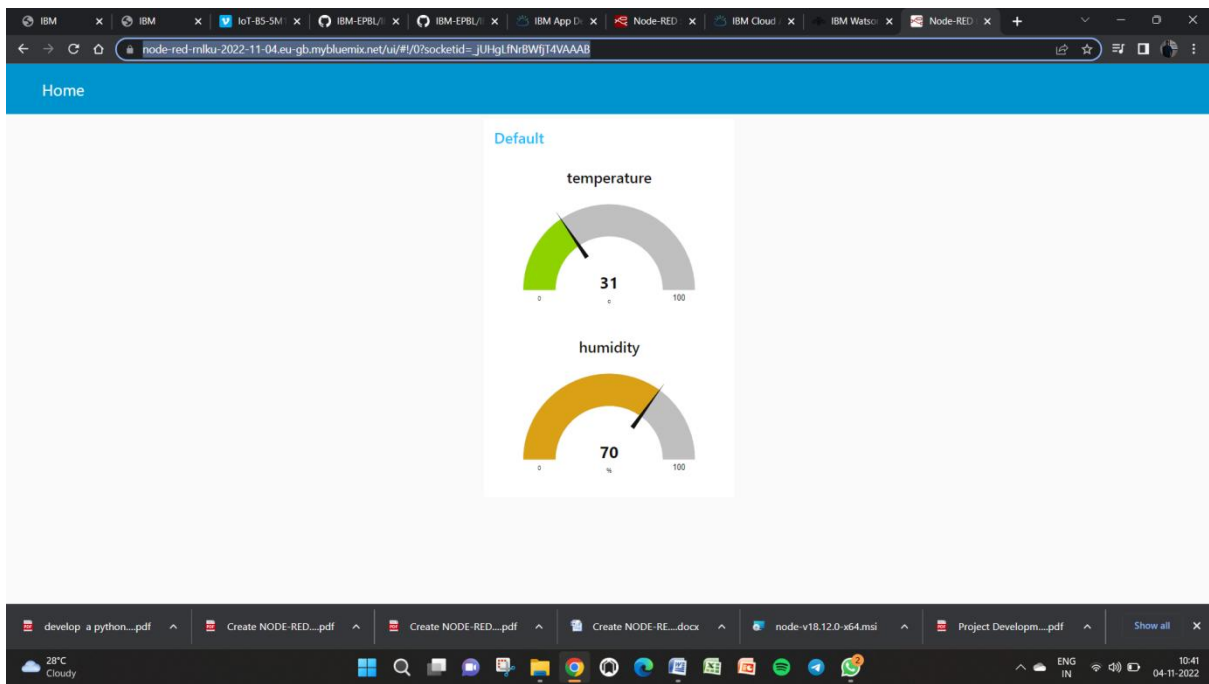 IBM
IBM
IoT-B5-5M1
IBM-EPBL/I
IBM-EPBL/I
IBM App De
Node-RED :
IBM Cloud /
IBM Watson
Node-RED
node-red-rnlku-2022-11-04.eu-gb.mybluemix.net/ui/#!/0?socketid=_jUHgLfNrBWfjT4VAAAB
Home
Default
temperature
31
0
c
100
humidity
70
0
%
100
develop a python....pdf
Create NODE-RED....pdf
Create NODE-RED....pdf
Create NODE-RE....docx
node-v18.12.0-x64.msi
Project Developm....pdf
Show all
28°C
Cloudy
ENG
IN
10:41
04-11-2022